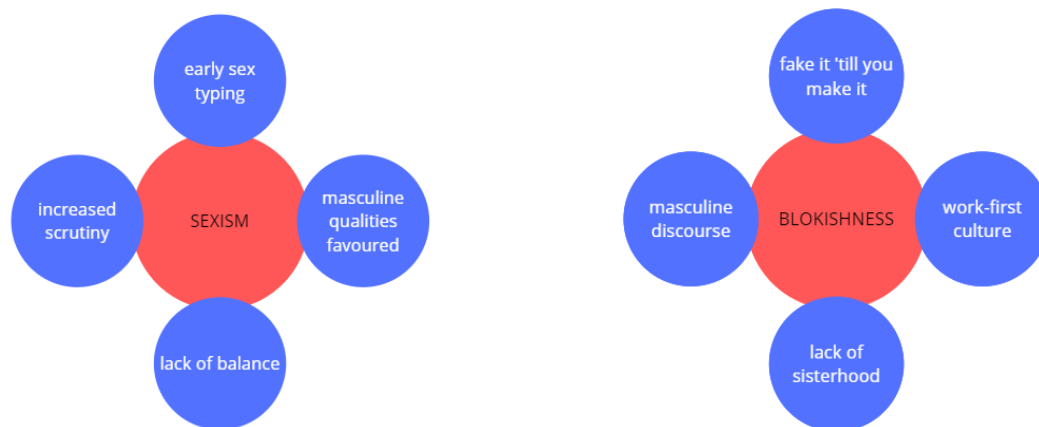 early sex
typing
increased
scrutiny
SEXISM
masculine
qualities
favoured
lack of balance
fake it 'till you
make it
masculine
discourse
BLOKISHNESS
work-first
culture
lack of
sisterhood